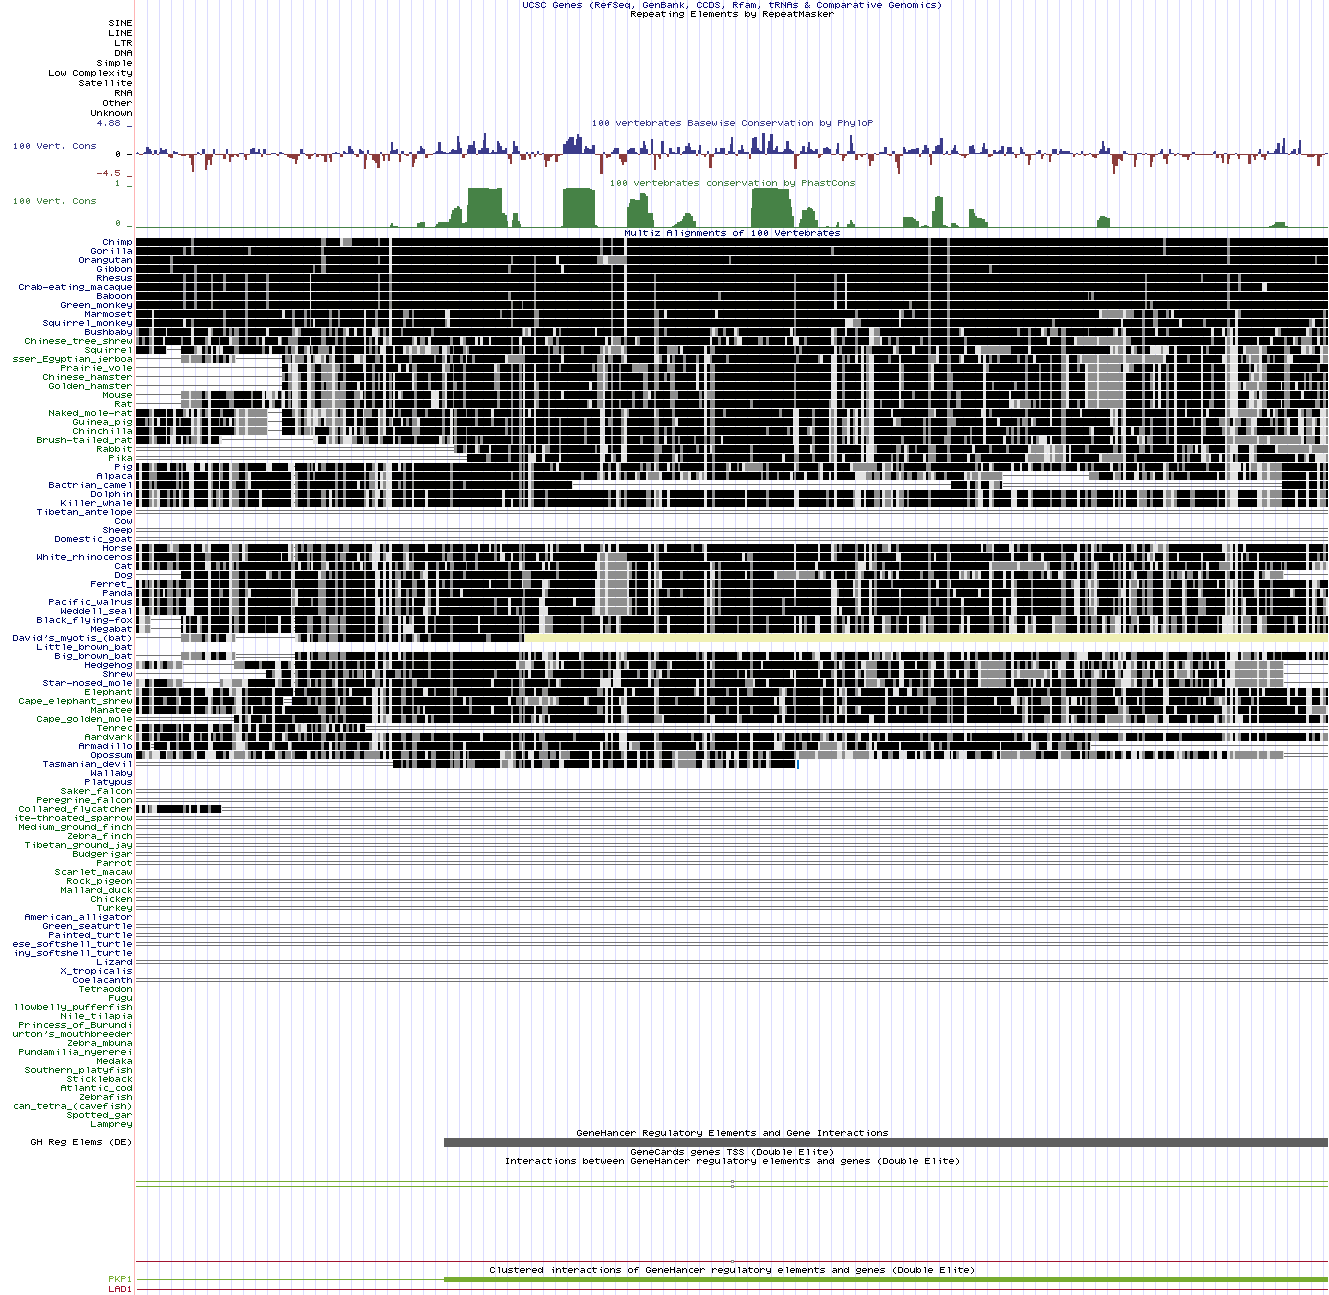 UCSC Genes (RefSeq, GenBank, CCDS, Rfam, tRNAs & Comparative Genomics)
Repeating Elements by RepeatMasker
SINE
LINE
LTR
DNA
Simple
Low Complexity
Satellite
RNA
Other
Unknown
4.88 _
100 vertebrates Basewise Conservation by PhyloP
100 Vert. Cons
0 _
-4.5 _
1 _
100 vertebrates conservation by PhastCons
100 Vert. Cons
0 _
Multiz Alignments of 100 Vertebrates
Chimp
Gorilla
Orangutan
Gibbon
Rhesus
Crab-eating_macaque
Baboon
Green_monkey
Marmoset
Squirrel_monkey
Bushbaby
Chinese_tree_shrew
Squirrel
sser_Egyptian_jerboa
Prairie_vole
Chinese_hamster
Golden_hamster
Mouse
Rat
Naked_mole-rat
Guinea_pig
Chinchilla
Brush-tailed_rat
Rabbit
Pika
Pig
Alpaca
Bactrian_camel
Dolphin
Killer_whale
Tibetan_antelope
Cow
Sheep
Domestic_goat
Horse
White_rhinoceros
Cat
Dog
Ferret_
Panda
Pacific_walrus
Weddell_seal
Black_flying-fox
Megabat
David's_myotis_(bat)
Little_brown_bat
Big_brown_bat
Hedgehog
Shrew
Star-nosed_mole
Elephant
Cape_elephant_shrew
Manatee
Cape_golden_mole
Tenrec
Aardvark
Armadillo
Opossum
Tasmanian_devil
Wallaby
Platypus
Saker_falcon
Peregrine_falcon
Collared_flycatcher
ite-throated_sparrow
Medium_ground_finch
Zebra_finch
Tibetan_ground_jay
Budgerigar
Parrot
Scarlet_macaw
Rock_pigeon
Mallard_duck
Chicken
Turkey
American_alligator
Green_seaturtle
Painted_turtle
ese_softshell_turtle
iny_softshell_turtle
Lizard
X_tropicalis
Coelacanth
Tetraodon
Fugu
llowbelly_pufferfish
Nile_tilapia
Princess_of_Burundi
urton's_mouthbreeder
Zebra_mbuna
Pundamilia_nyererei
Medaka
Southern_platyfish
Stickleback
Atlantic_cod
Zebrafish
can_tetra_(cavefish)
Spotted_gar
Lamprey
GeneHancer Regulatory Elements and Gene Interactions
GH Reg Elems (DE)
GeneCards genes TSS (Double Elite)
Interactions between GeneHancer regulatory elements and genes (Double Elite)
Clustered interactions of GeneHancer regulatory elements and genes (Double Elite)
PKP1
LAD1